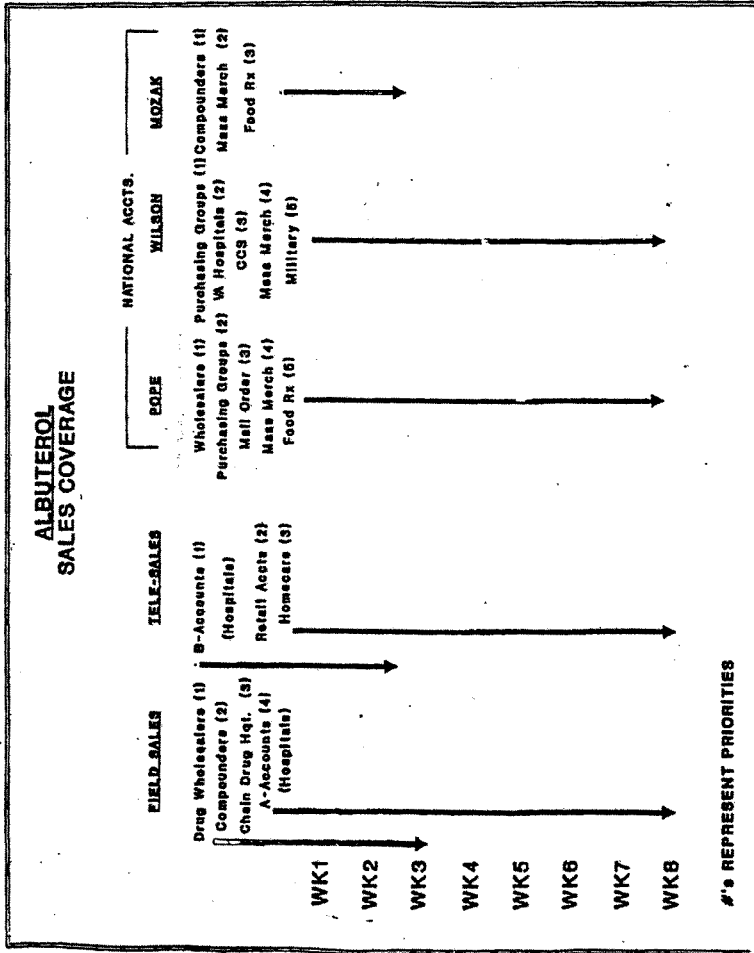 ALBUTEROL
SALES COVERAGE
NATIONAL ACCTS.
FIELD SALES
TELE-SALES
POPE
WILSON
MOZAK
Drug Wholesalers (1)
Compounders (2)
Chain Drug Hqt. (3)
A-Accounts (4)
(Hospitals)
B-Accounts (1)
(Hospitals)
Retail Accts (2)
Homecare (3)
Wholesalers (1)
Purchasing Groups (2)
Mail Order (3)
Mass Merch (4)
Food Rx (5)
Purchasing Groups (1)
VA Hospitals (2)
CCS (3)
Mass Merch (4)
Military (5)
Compounders (1)
Mass Merch (2)
Food Rx (3)
WK1
WK2
WK3
WK4
WK5
WK6
WK7
WK8
#'s REPRESENT PRIORITIES